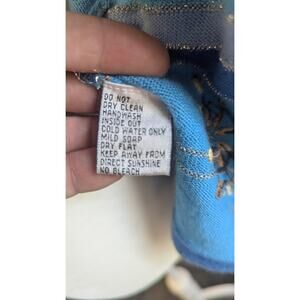 DO NOT
DRY CLEAN
HANDWASH
INSIDE OUT
COLD WATER ONLY
MILD SOAP
DRY FLAT
KEEP AWAY FROM
DIRECT SUNSHINE
NO BLEACH